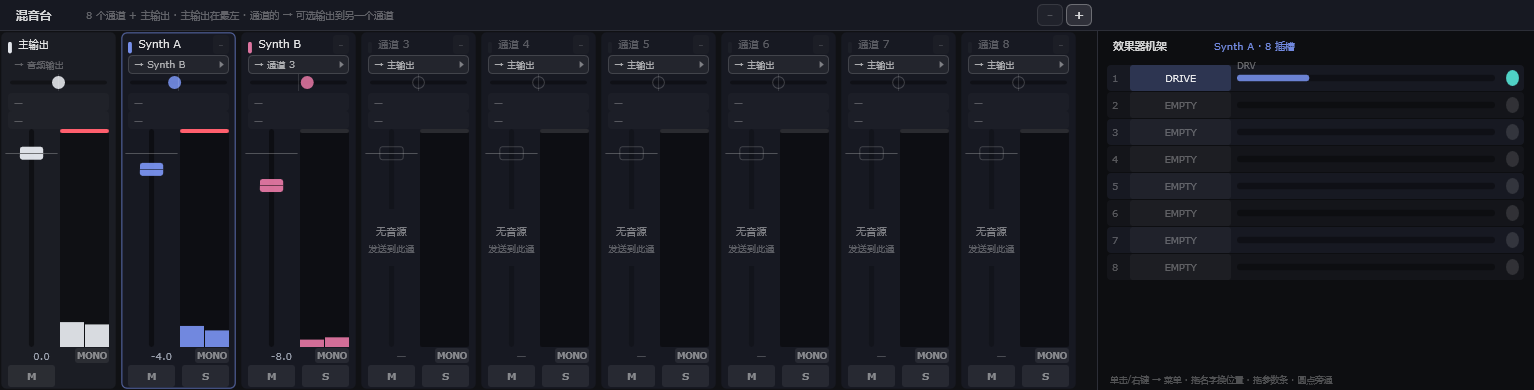 混音台
8 个通道 + 主输出 · 主输出在最左 · 通道的 → 可选输出到另一个通道
- +
主输出
→ 音频输出
—
—
0.0 MONO
M
Synth A -
→ Synth B
—
—
-4.0 MONO
M S
Synth B -
→ 通道 3
—
—
-8.0 MONO
M S
通道 3 -
→ 主输出
—
—
无音源
发送到此通
— MONO
M S
通道 4 -
→ 主输出
—
—
无音源
发送到此通
— MONO
M S
通道 5 -
→ 主输出
—
—
无音源
发送到此通
— MONO
M S
通道 6 -
→ 主输出
—
—
无音源
发送到此通
— MONO
M S
通道 7 -
→ 主输出
—
—
无音源
发送到此通
— MONO
M S
通道 8 -
→ 主输出
—
—
无音源
发送到此通
— MONO
M S
效果器机架 Synth A · 8 插槽
DRV
1 DRIVE
2 EMPTY
3 EMPTY
4 EMPTY
5 EMPTY
6 EMPTY
7 EMPTY
8 EMPTY
单击/右键 → 菜单 · 拖名字换位置 · 拖参数条 · 圆点旁通